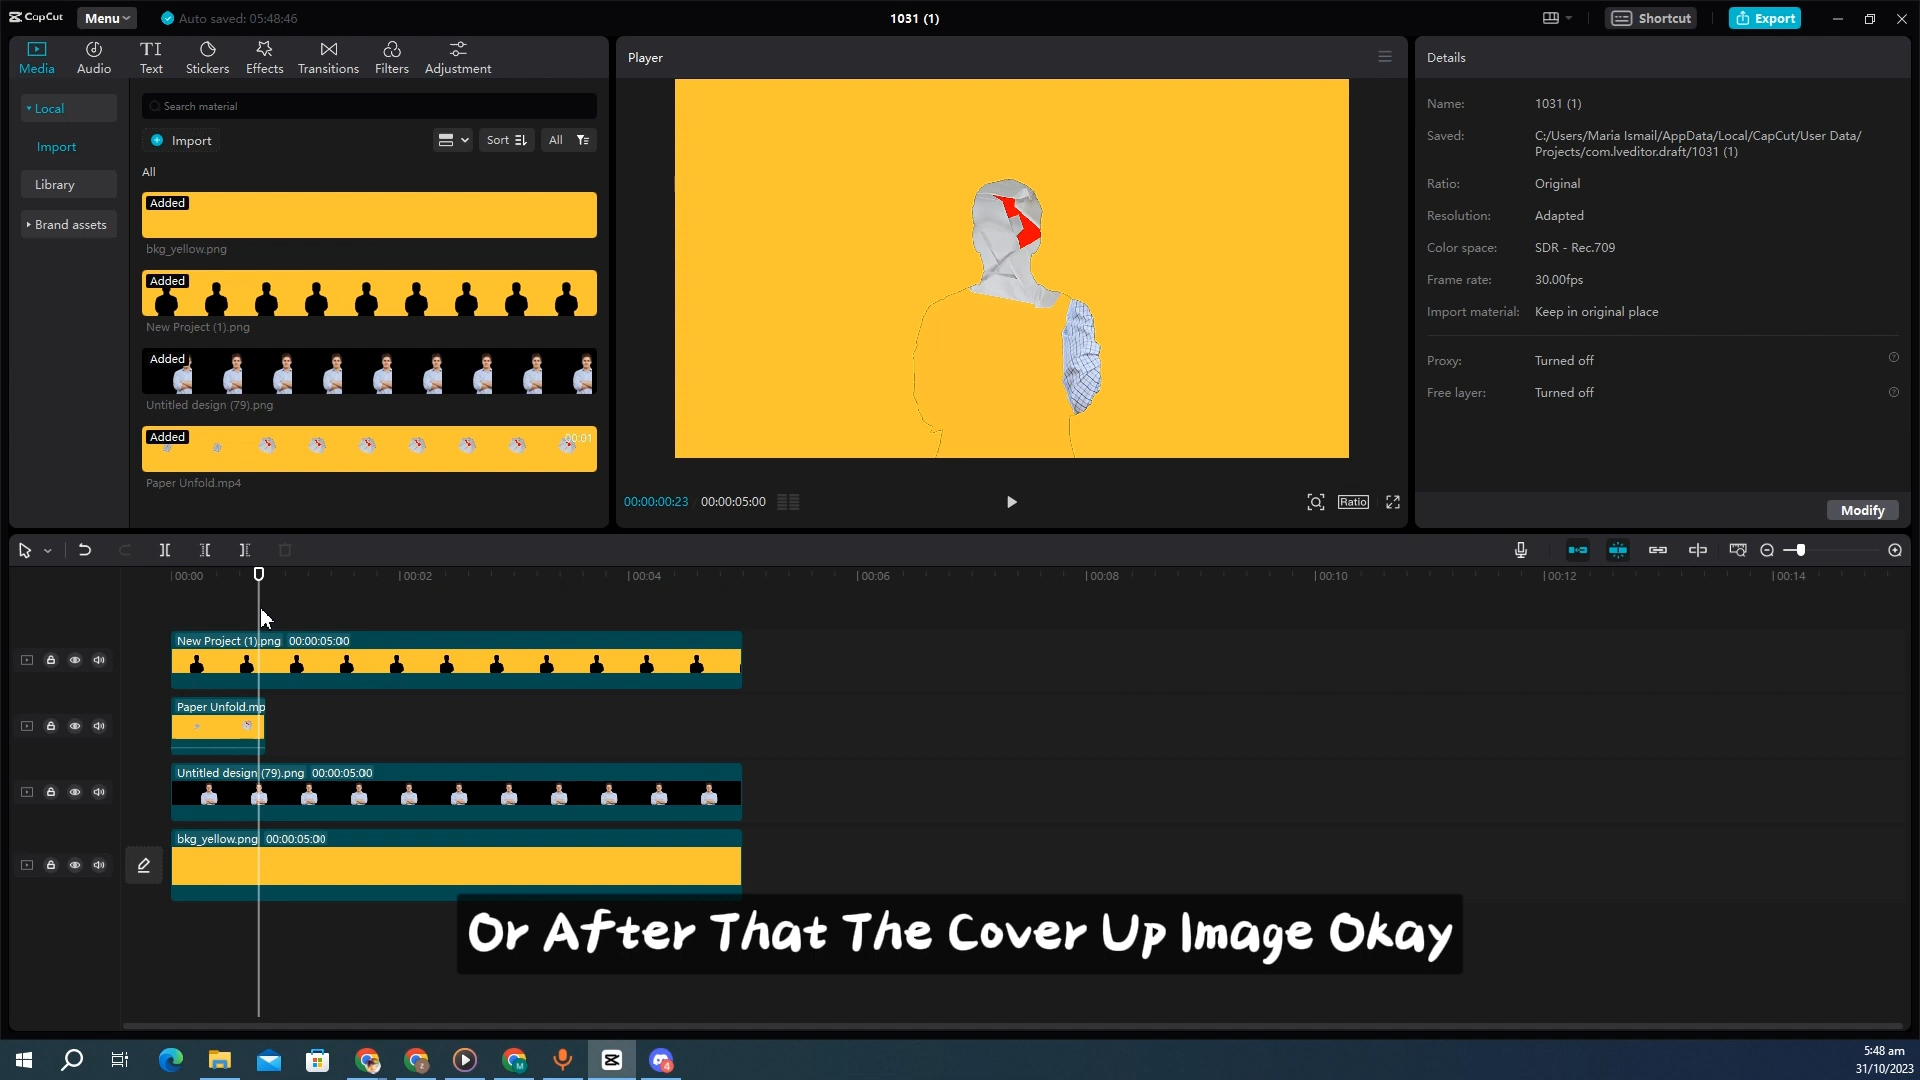 CapCut
Menu
Auto saved: 05:48:46
1031 (1)
Shortcut
Export
Media
Audio
TI
Text
Stickers
Effects
Transitions
Filters
Adjustment
Local
Import
Library
Brand assets
Search material
Import
Sort
All
All
Added
bkg_yellow.png
Added
New Project (1).png
Added
Untitled design (79).png
Added
00:01
Paper Unfold.mp4
Player
00:00:00:23
00:00:05:00
Ratio
Details
Name:
1031 (1)
Saved:
C:/Users/Maria Ismail/AppData/Local/CapCut/User Data/
Projects/com.lveditor.draft/1031 (1)
Ratio:
Original
Resolution:
Adapted
Color space:
SDR - Rec.709
Frame rate:
30.00fps
Import material:
Keep in original place
Proxy:
Turned off
Free layer:
Turned off
Modify
00:00
00:02
00:04
00:06
00:08
00:10
00:12
00:14
New Project (1).png 00:00:05:00
Paper Unfold.mp
Untitled design (79).png 00:00:05:00
bkg_yellow.png 00:00:05:00
Or After That The Cover Up Image Okay
4
5:48 am
31/10/2023